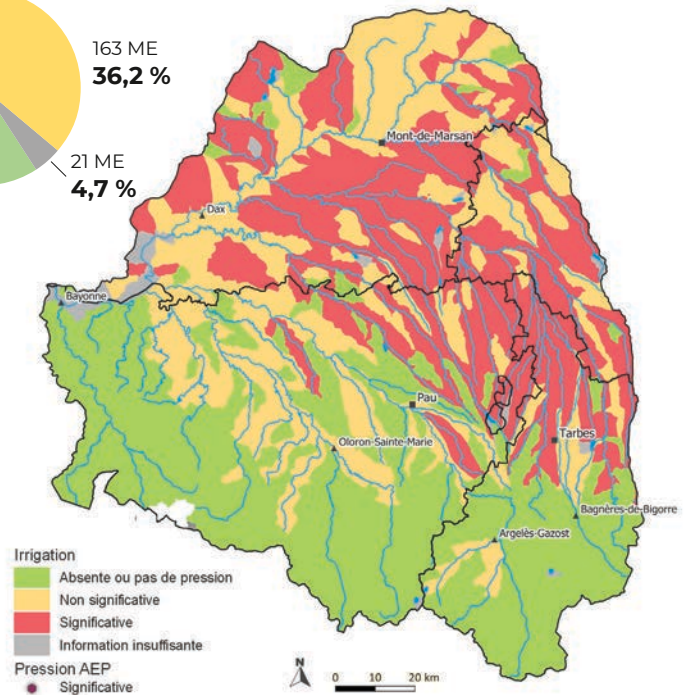 163 ME
36,2 %
21 ME
4,7 %
Mont-de-Marsan
Dax
Bayonne
Pau
Oloron-Sainte-Marie
Tarbes
Bagnères-de-Bigorre
Argelès-Gazost
Irrigation
Absente ou pas de pression
Non significative
Significative
Information insuffisante
Pression AEP
Significative
N
0 10 20 km